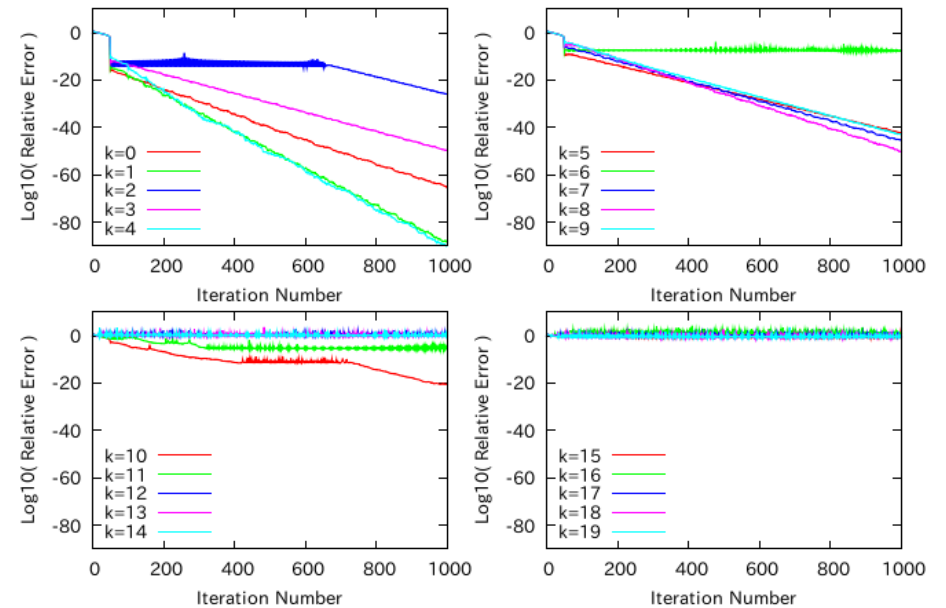 0
-20
-40
-60
-80
Log10( Relative Error )
k=0
k=1
k=2
k=3
k=4
0 200 400 600 800 1000
Iteration Number
0
-20
-40
-60
-80
Log10( Relative Error )
k=5
k=6
k=7
k=8
k=9
0 200 400 600 800 1000
Iteration Number
0
-20
-40
-60
-80
Log10( Relative Error )
k=10
k=11
k=12
k=13
k=14
0 200 400 600 800 1000
Iteration Number
0
-20
-40
-60
-80
Log10( Relative Error )
k=15
k=16
k=17
k=18
k=19
0 200 400 600 800 1000
Iteration Number